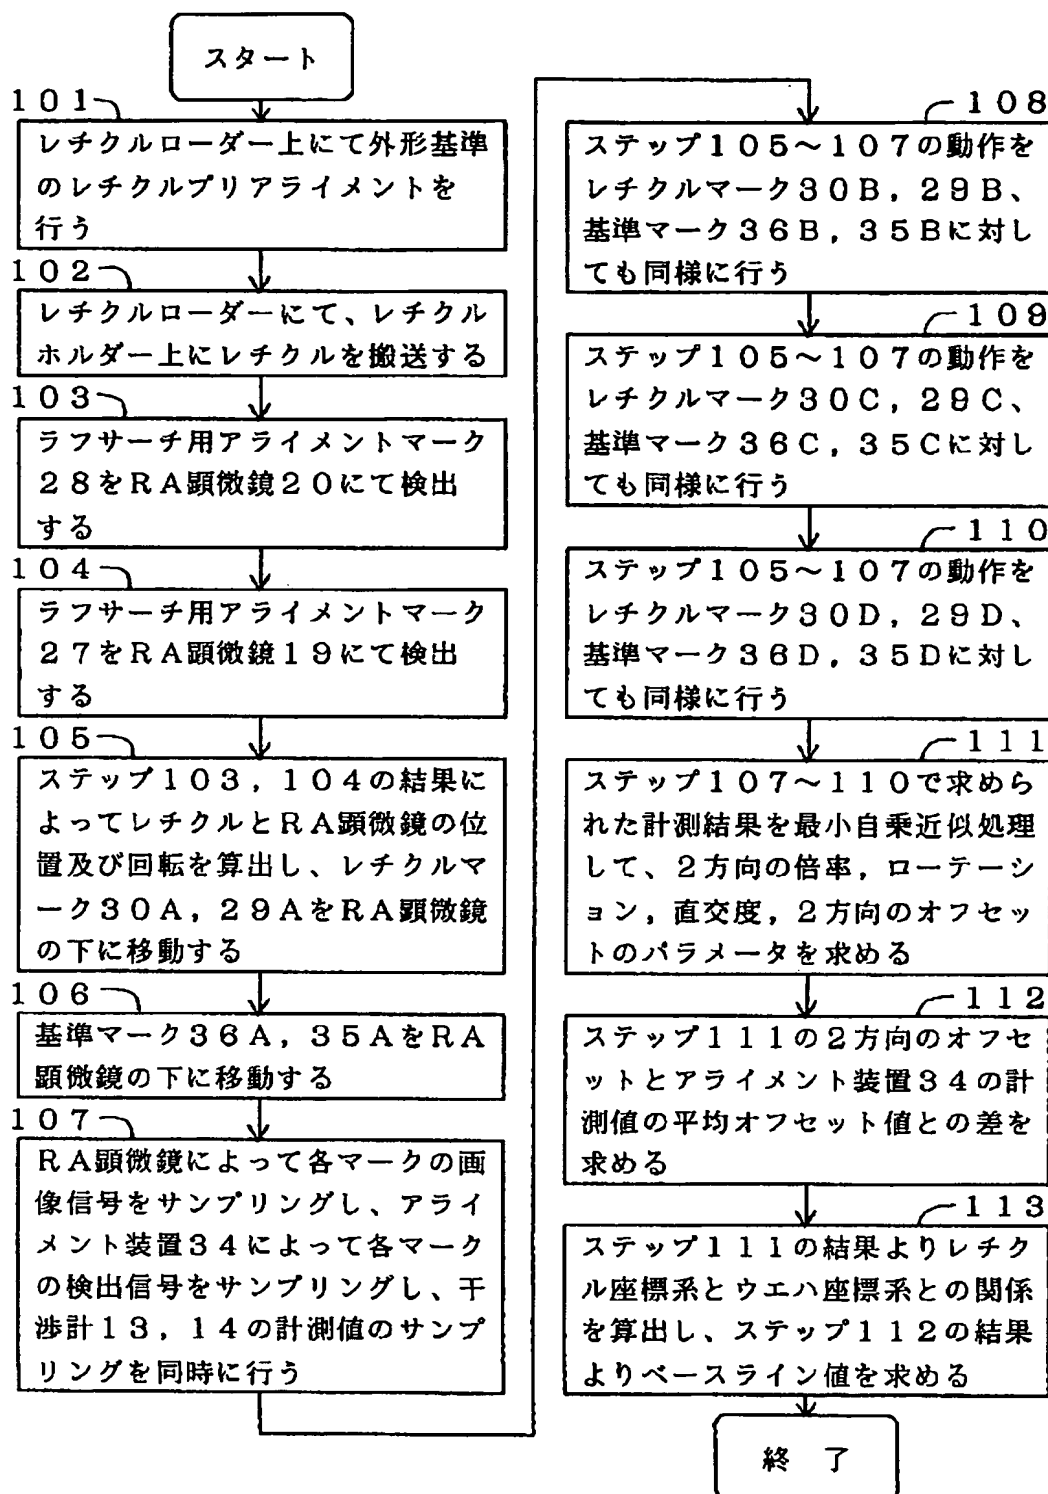 スタート
101
レチクルローダー上にて外形基準
のレチクルプリアライメントを
行う
102
レチクルローダーにて、レチクル
ホルダー上にレチクルを搬送する
103
ラフサーチ用アライメントマーク
28をRA顕微鏡20にて検出
する
104
ラフサーチ用アライメントマーク
27をRA顕微鏡19にて検出
する
105
ステップ103，104の結果に
よってレチクルとRA顕微鏡の位
置及び回転を算出し、レチクルマ
ーク30A，29AをRA顕微鏡
の下に移動する
106
基準マーク36A，35AをRA
顕微鏡の下に移動する
107
RA顕微鏡によって各マークの画
像信号をサンプリングし、アライ
メント装置34によって各マーク
の検出信号をサンプリングし、干
渉計13，14の計測値のサンプ
リングを同時に行う
108
ステップ105～107の動作を
レチクルマーク30B，29B、
基準マーク36B，35Bに対し
ても同様に行う
109
ステップ105～107の動作を
レチクルマーク30C，29C、
基準マーク36C，35Cに対し
ても同様に行う
110
ステップ105～107の動作を
レチクルマーク30D，29D、
基準マーク36D，35Dに対し
ても同様に行う
111
ステップ107～110で求めら
れた計測結果を最小自乗近似処理
して、2方向の倍率，ローテーシ
ョン，直交度，2方向のオフセッ
トのパラメータを求める
112
ステップ111の2方向のオフセ
ットとアライメント装置34の計
測値の平均オフセット値との差を
求める
113
ステップ111の結果よりレチク
ル座標系とウエハ座標系との関係
を算出し、ステップ112の結果
よりベースライン値を求める
終 了